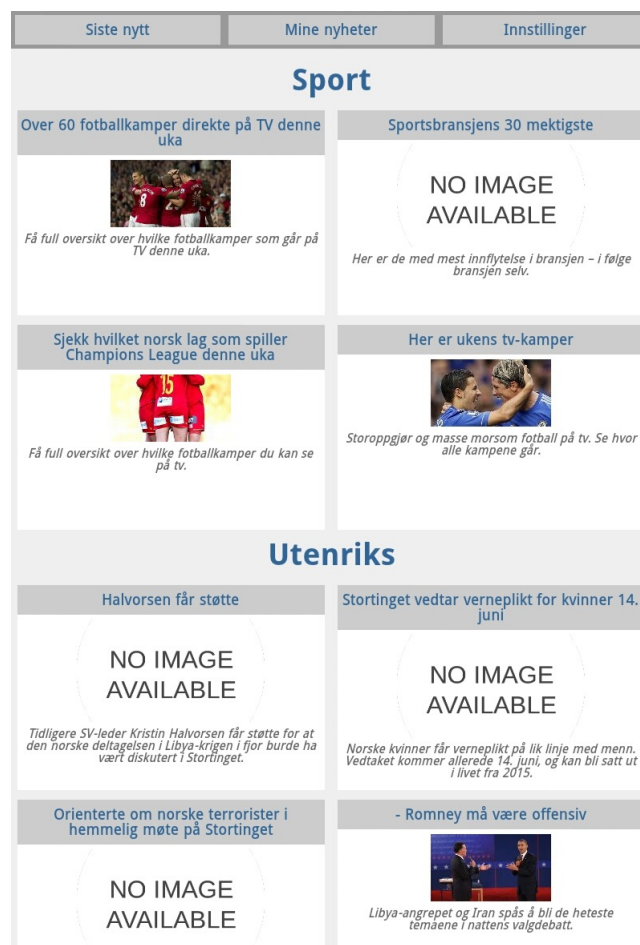 Siste nytt
Mine nyheter
Innstillinger
Sport
Over 60 fotballkamper direkte på TV denne
uka
8
Få full oversikt over hvilke fotballkamper som går på
TV denne uka.
Sportsbransjens 30 mektigste
NO IMAGE
AVAILABLE
Her er de med mest innflytelse i bransjen – i følge
bransjen selv.
Sjekk hvilket norsk lag som spiller
Champions League denne uka
15
Få full oversikt over hvilke fotballkamper du kan se
på tv.
Her er ukens tv-kamper
Storoppgjør og masse morsom fotball på tv. Se hvor
alle kampene går.
Utenriks
Halvorsen får støtte
NO IMAGE
AVAILABLE
Tidligere SV-leder Kristin Halvorsen får støtte for at
den norske deltagelsen i Libya-krigen i fjor burde ha
vært diskutert i Stortinget.
Stortinget vedtar verneplikt for kvinner 14.
juni
NO IMAGE
AVAILABLE
Norske kvinner får verneplikt på lik linje med menn.
Vedtaket kommer allerede 14. juni, og kan bli satt ut
i livet fra 2015.
Orienterte om norske terrorister i
hemmelig møte på Stortinget
NO IMAGE
AVAILABLE
- Romney må være offensiv
Libya-angrepet og Iran spås å bli de heteste
temaene i nattens valgdebatt.